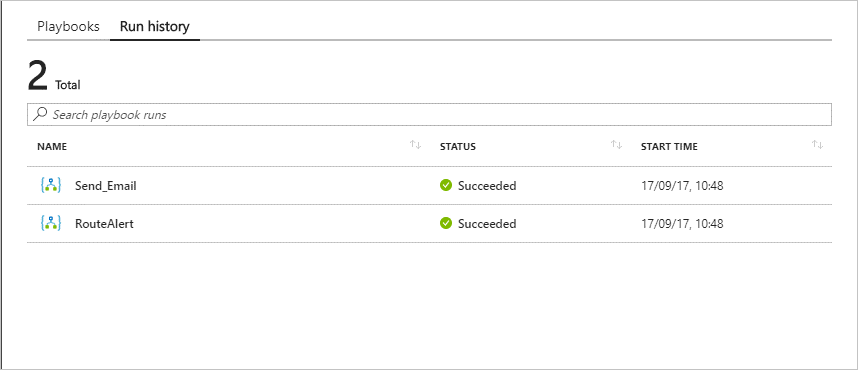 Playbooks Run history
2 Total
Search playbook runs
NAME STATUS START TIME
Send_Email Succeeded 17/09/17, 10:48
RouteAlert Succeeded 17/09/17, 10:48